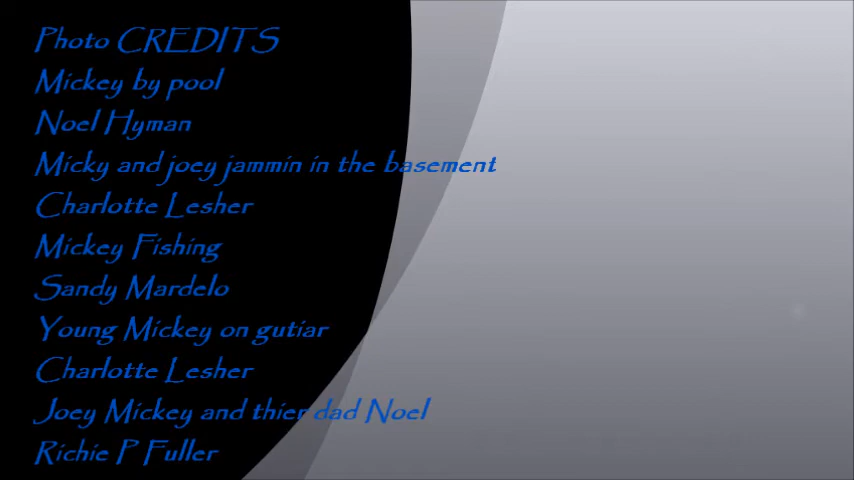 Photo CREDITS
Mickey by pool
Noel Hyman
Micky and joey jammin in the basement
Charlotte Lesher
Mickey Fishing
Sandy Mardelo
Young Mickey on gutiar
Charlotte Lesher
Joey Mickey and thier dad Noel
Richie P Fuller